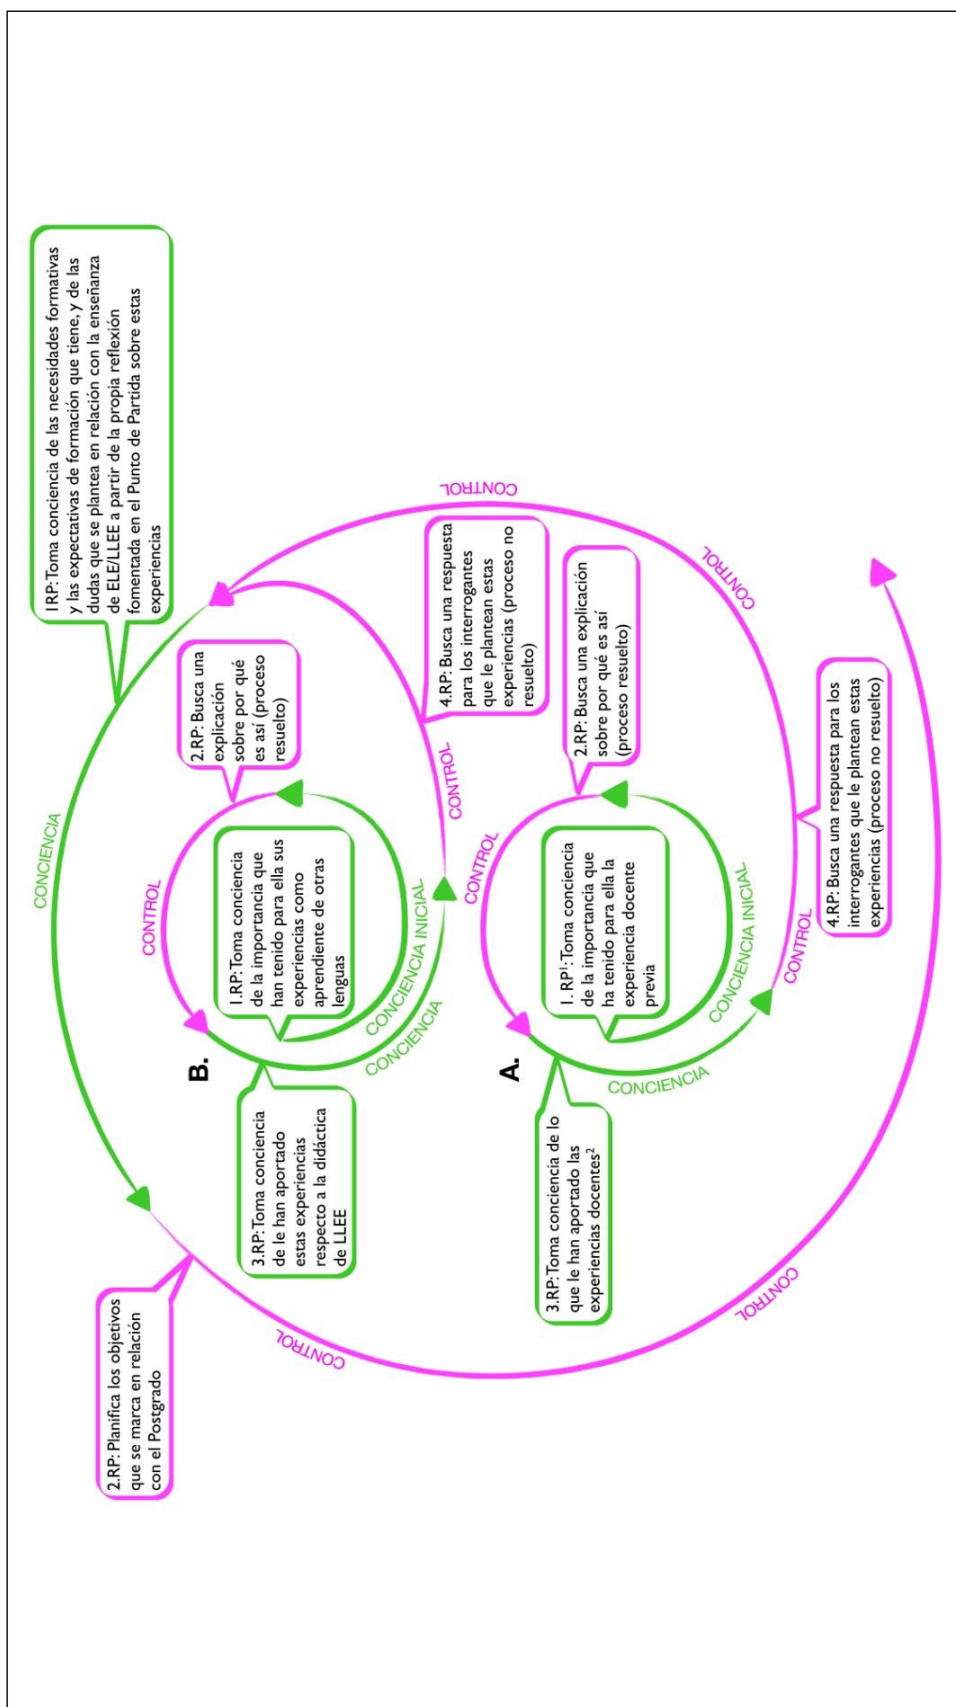 1RP: Toma conciencia de las necesidades formativas
y las expectativas de formación que tiene, y de las
dudas que se plantea en relación con la enseñanza
de ELE/LLEE a partir de la propia reflexión
fomentada en el Punto de Partida sobre estas
experiencias
CONCIENCIA
2.RP: Planifica los objetivos
que se marca en relación
con el Postgrado
CONTROL
2.RP: Busca una
explicación
sobre por qué
es así (proceso
resuelto)
CONTROL
B.
1.RP: Toma conciencia
de la importancia que
han tenido para ella sus
experiencias como
aprendiente de otras
lenguas
CONCIENCIA INICIAL
CONCIENCIA
3.RP: Toma conciencia
de le han aportado
estas experiencias
respecto a la didáctica
de LLEE
CONTROL
4.RP: Busca una respuesta
para los interrogantes
que le plantean estas
experiencias (proceso no
resuelto)
CONTROL
2.RP: Busca una explicación
sobre por qué es así
(proceso resuelto)
CONTROL
A.
1. RP¹: Toma conciencia
de la importancia que
ha tenido para ella la
experiencia docente
previa
CONCIENCIA INICIAL
CONCIENCIA
3.RP: Toma conciencia de lo
que le han aportado las
experiencias docentes²
CONTROL
CONTROL
4.RP: Busca una respuesta para los
interrogantes que le plantean estas
experiencias (proceso no resuelto)
CONTROL